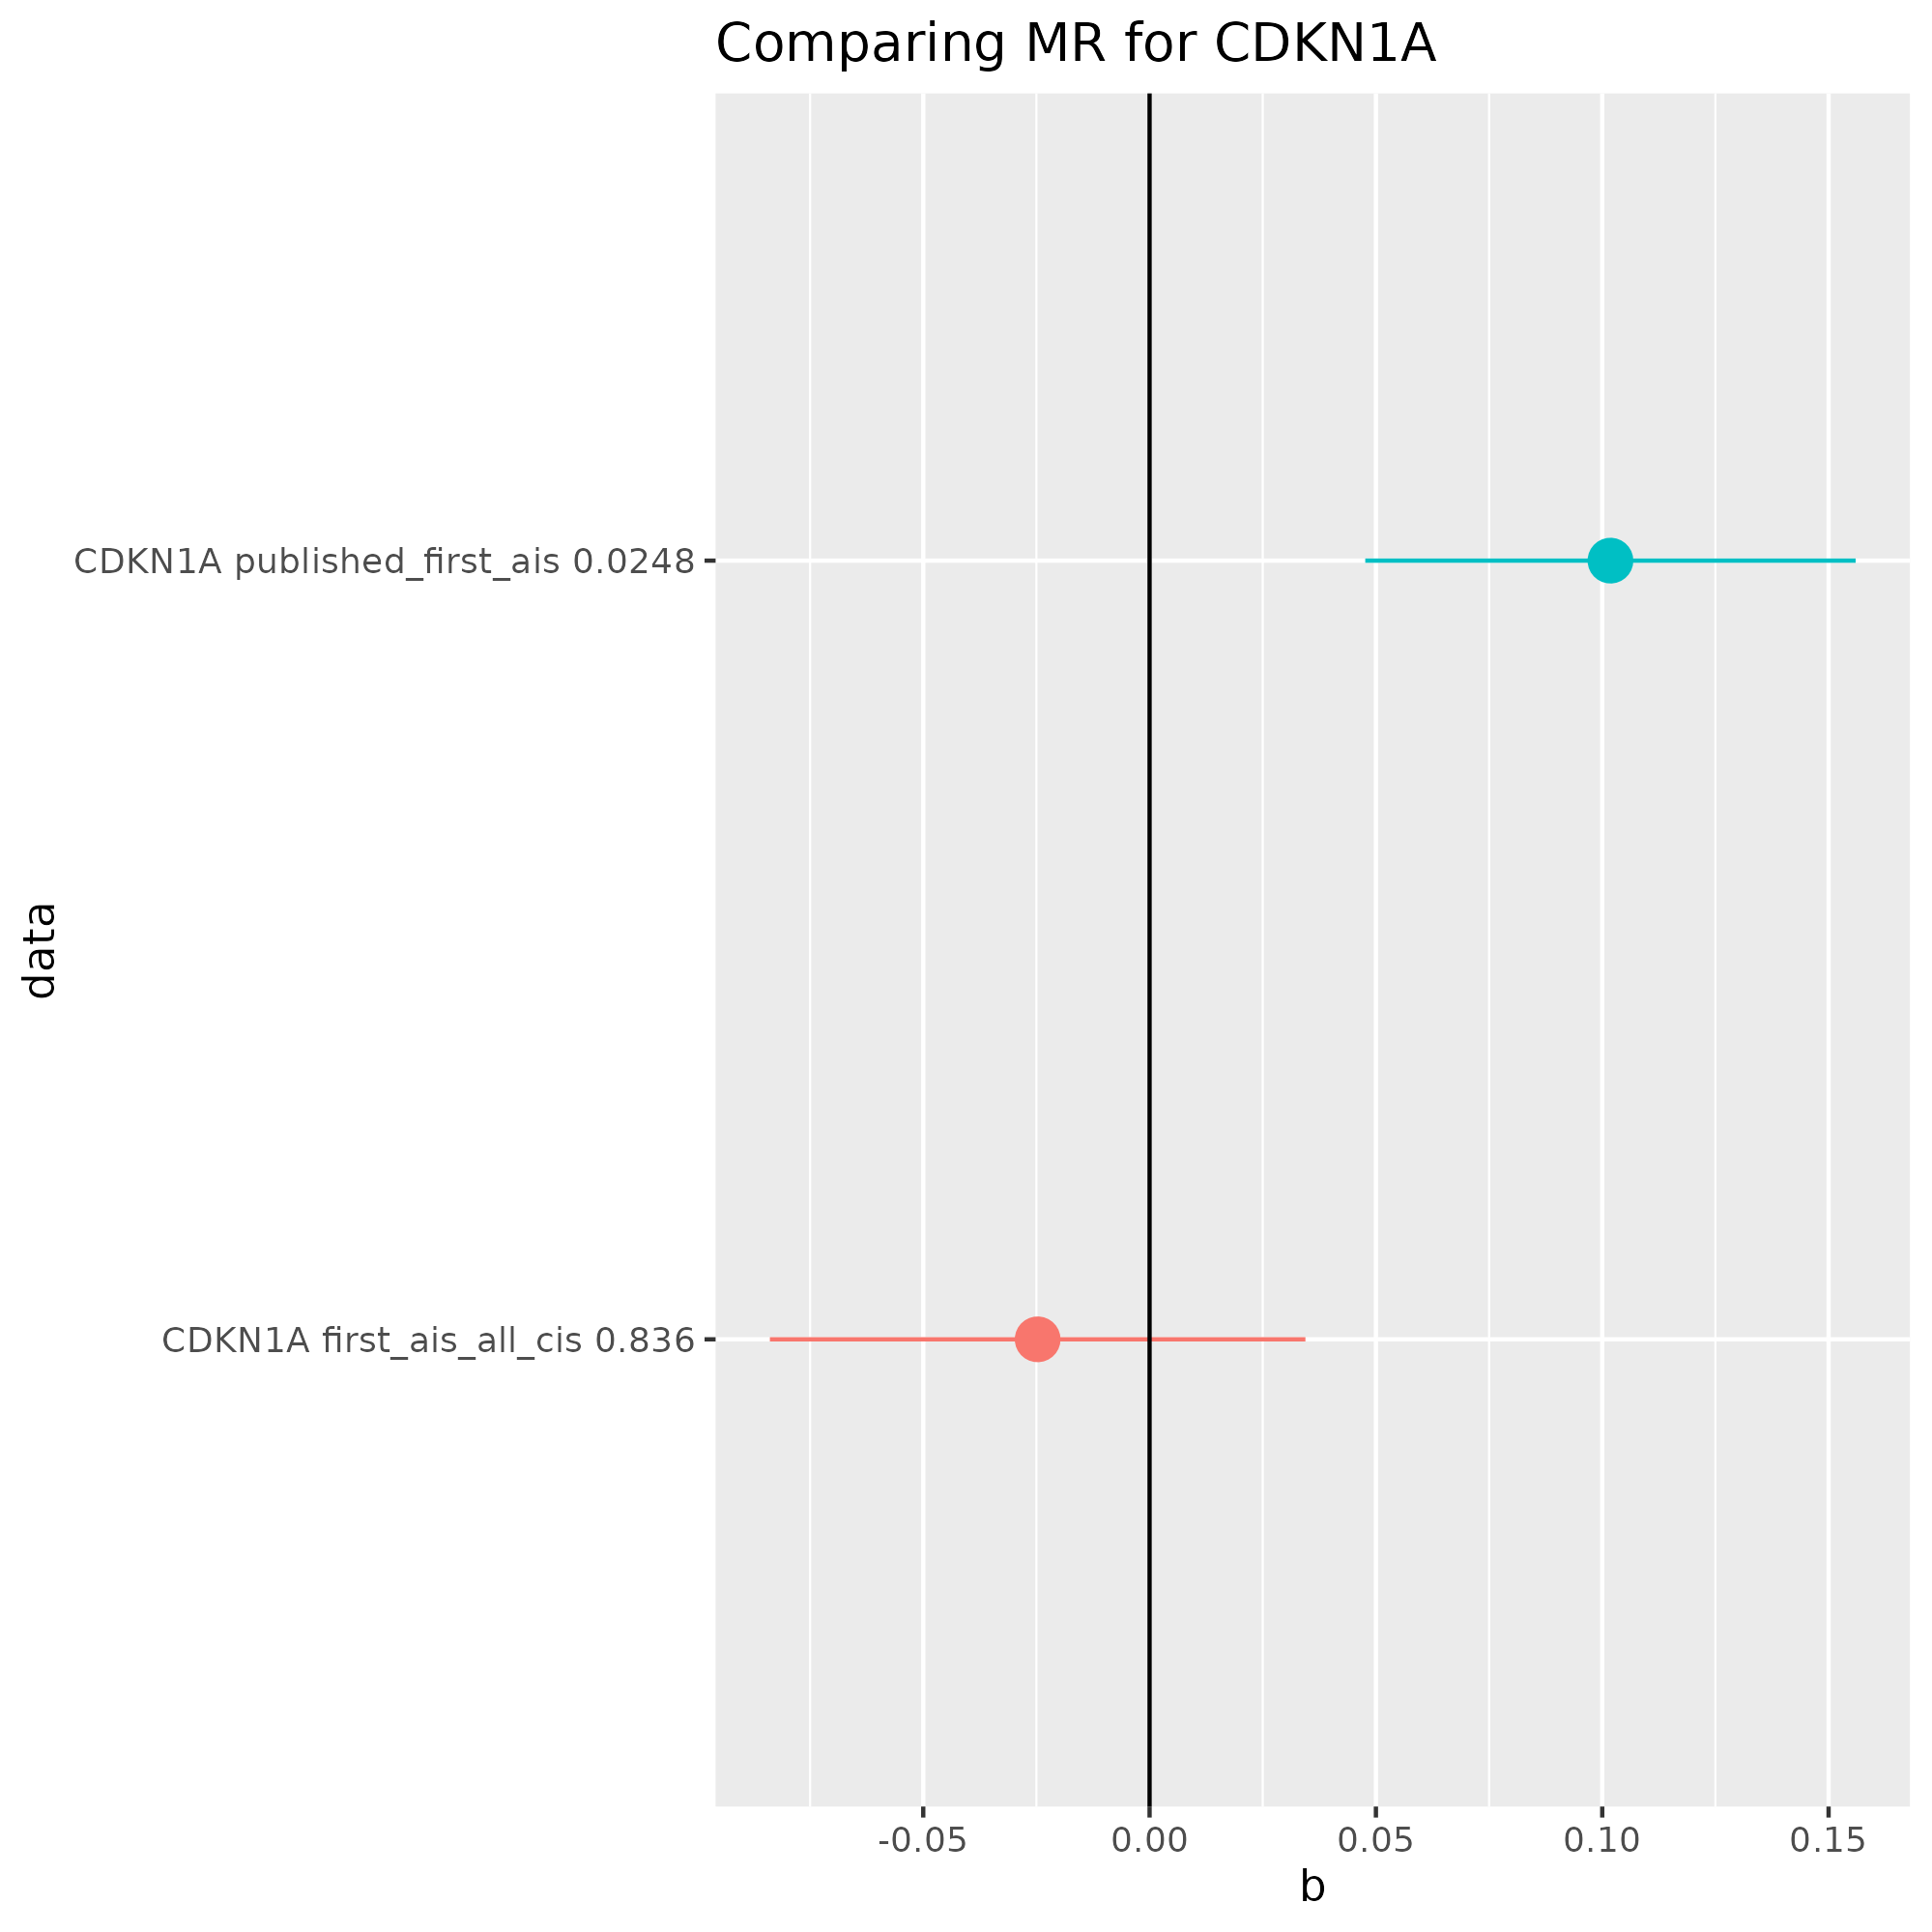 Comparing MR for CDKN1A
data
CDKN1A published_first_ais 0.0248
CDKN1A first_ais_all_cis 0.836
-0.05 0.00 0.05 0.10 0.15
b